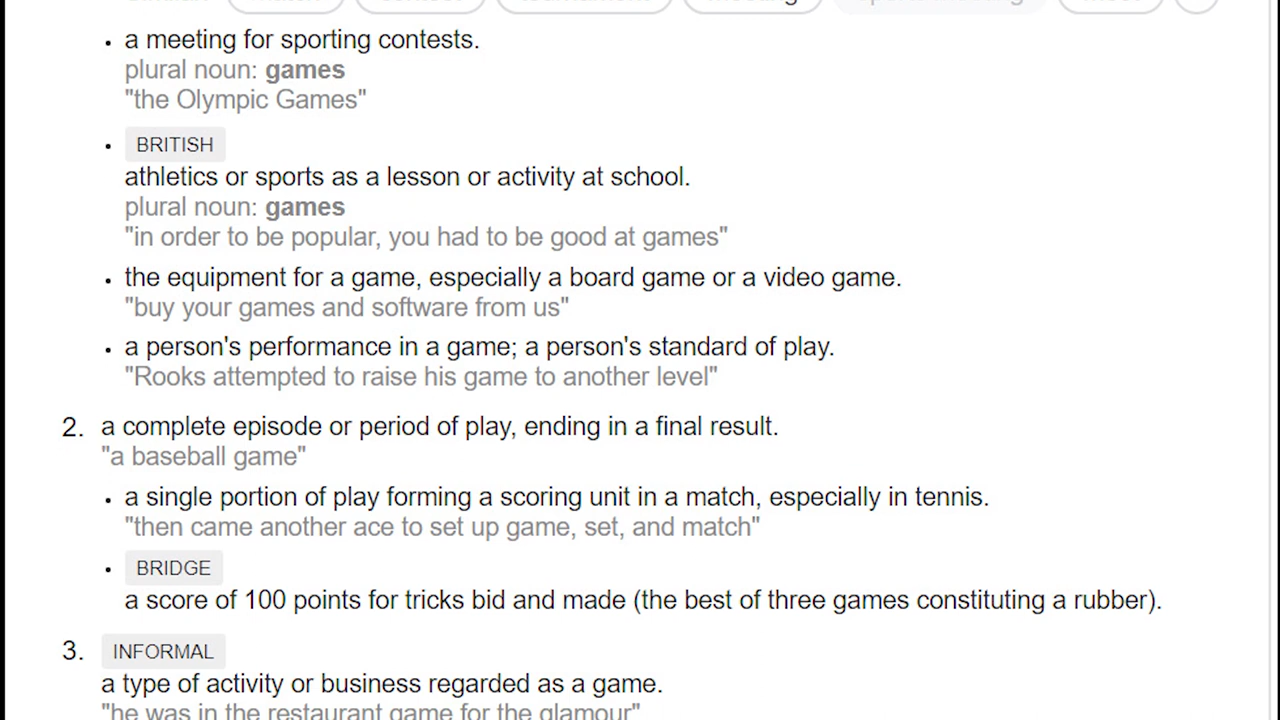 • a meeting for sporting contests.
plural noun: games
"the Olympic Games"
• BRITISH
athletics or sports as a lesson or activity at school.
plural noun: games
"in order to be popular, you had to be good at games"
• the equipment for a game, especially a board game or a video game.
"buy your games and software from us"
• a person's performance in a game; a person's standard of play.
"Rooks attempted to raise his game to another level"
2. a complete episode or period of play, ending in a final result.
"a baseball game"
• a single portion of play forming a scoring unit in a match, especially in tennis.
"then came another ace to set up game, set, and match"
• BRIDGE
a score of 100 points for tricks bid and made (the best of three games constituting a rubber).
3. INFORMAL
a type of activity or business regarded as a game.
"he was in the restaurant game for the glamour"